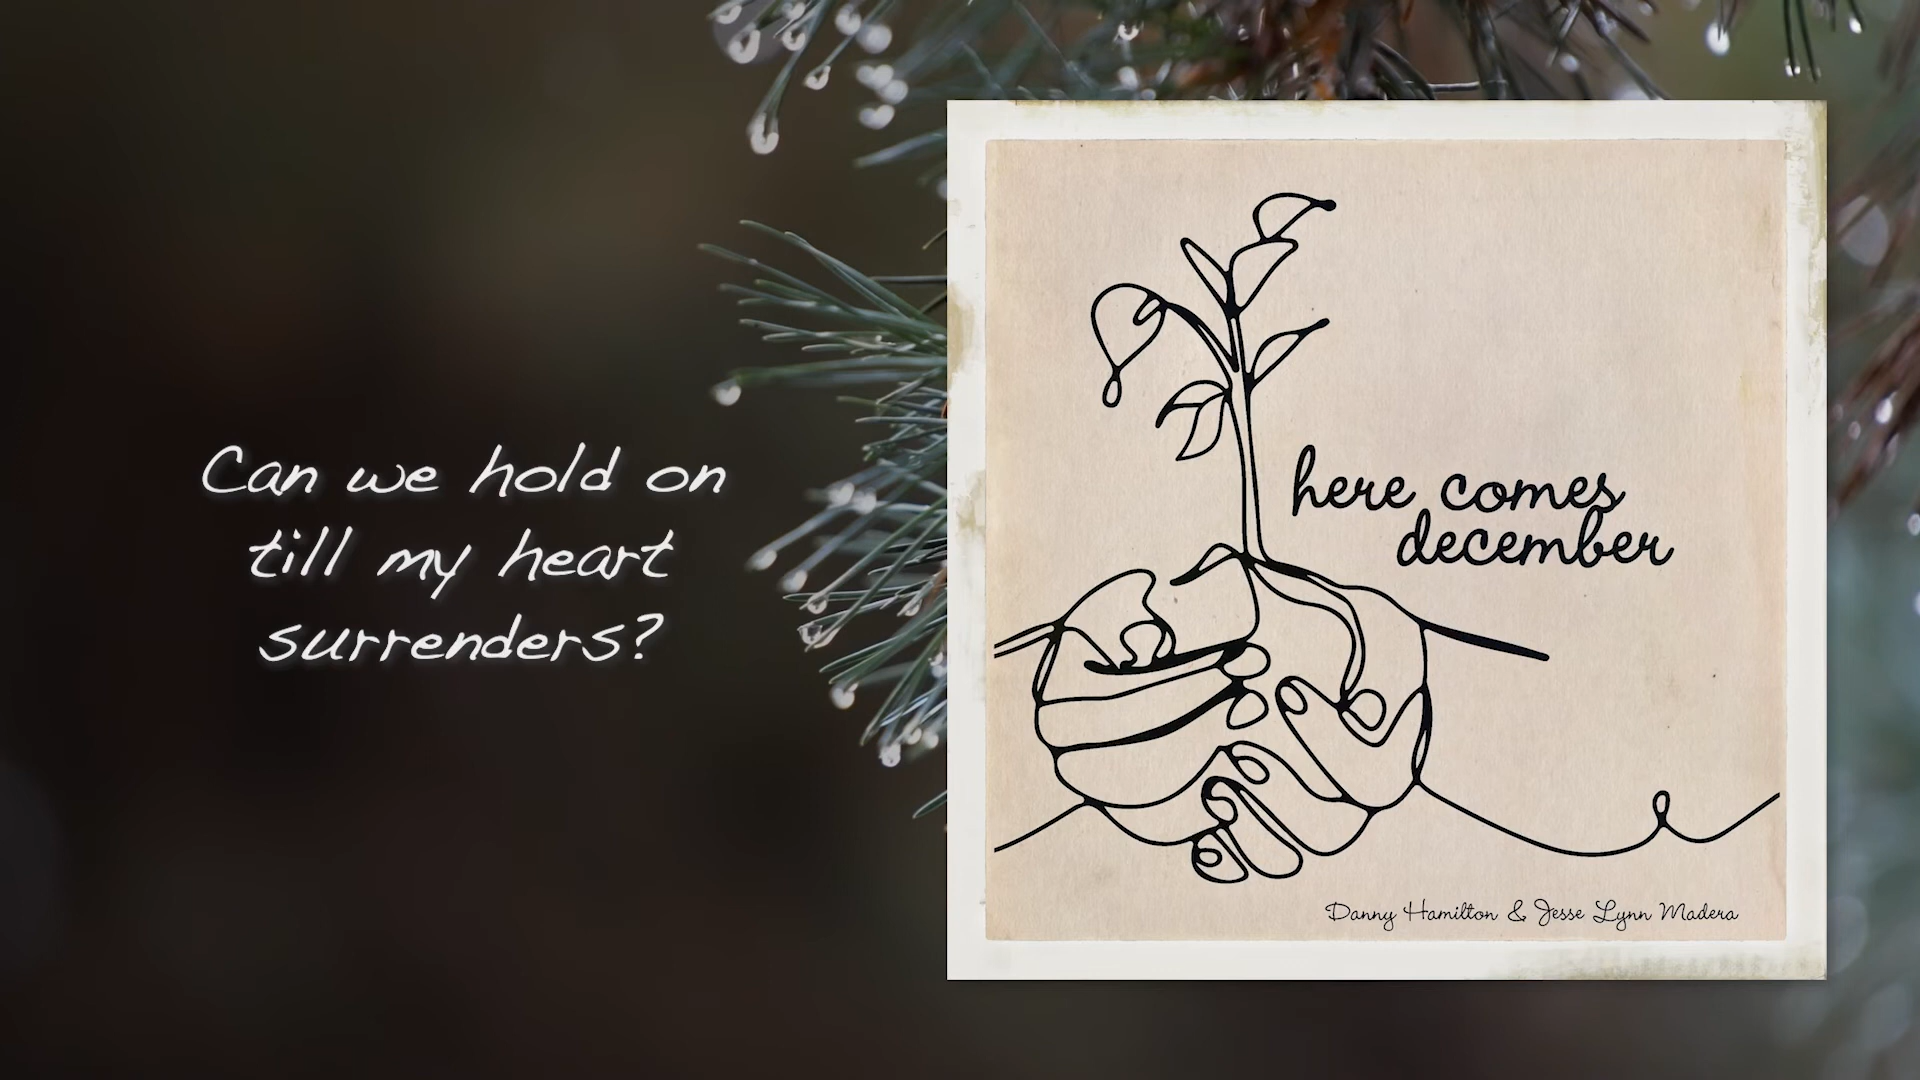 Can we hold on
till my heart
surrenders?
here comes
december
Danny Hamilton & Jesse Lynn Madera